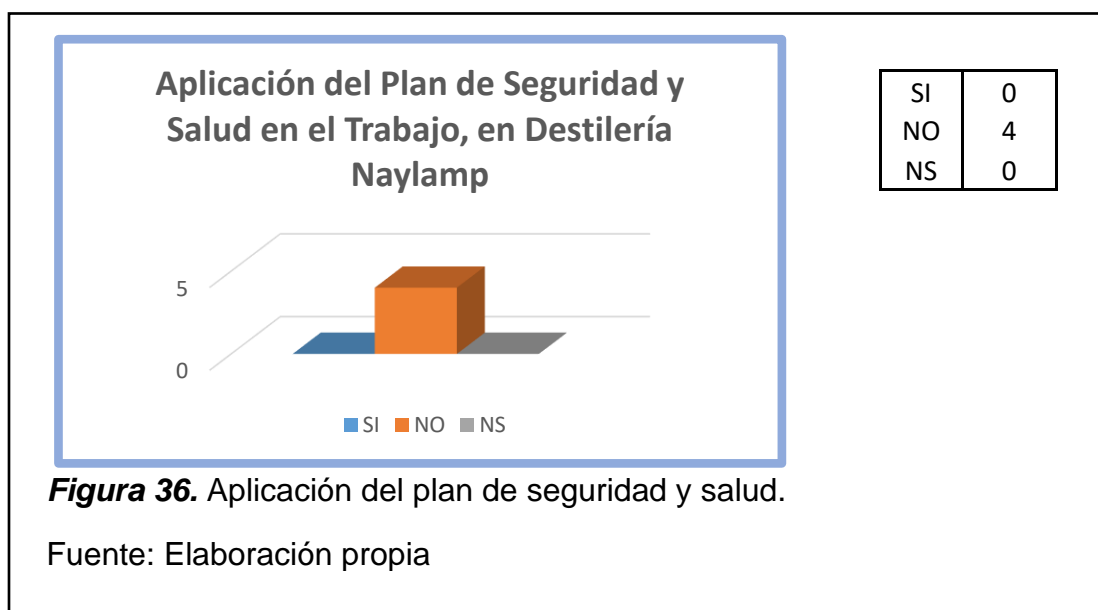 Aplicación del Plan de Seguridad y
Salud en el Trabajo, en Destilería
Naylamp
5
0
SI NO NS
SI 0
NO 4
NS 0
Figura 36. Aplicación del plan de seguridad y salud.
Fuente: Elaboración propia